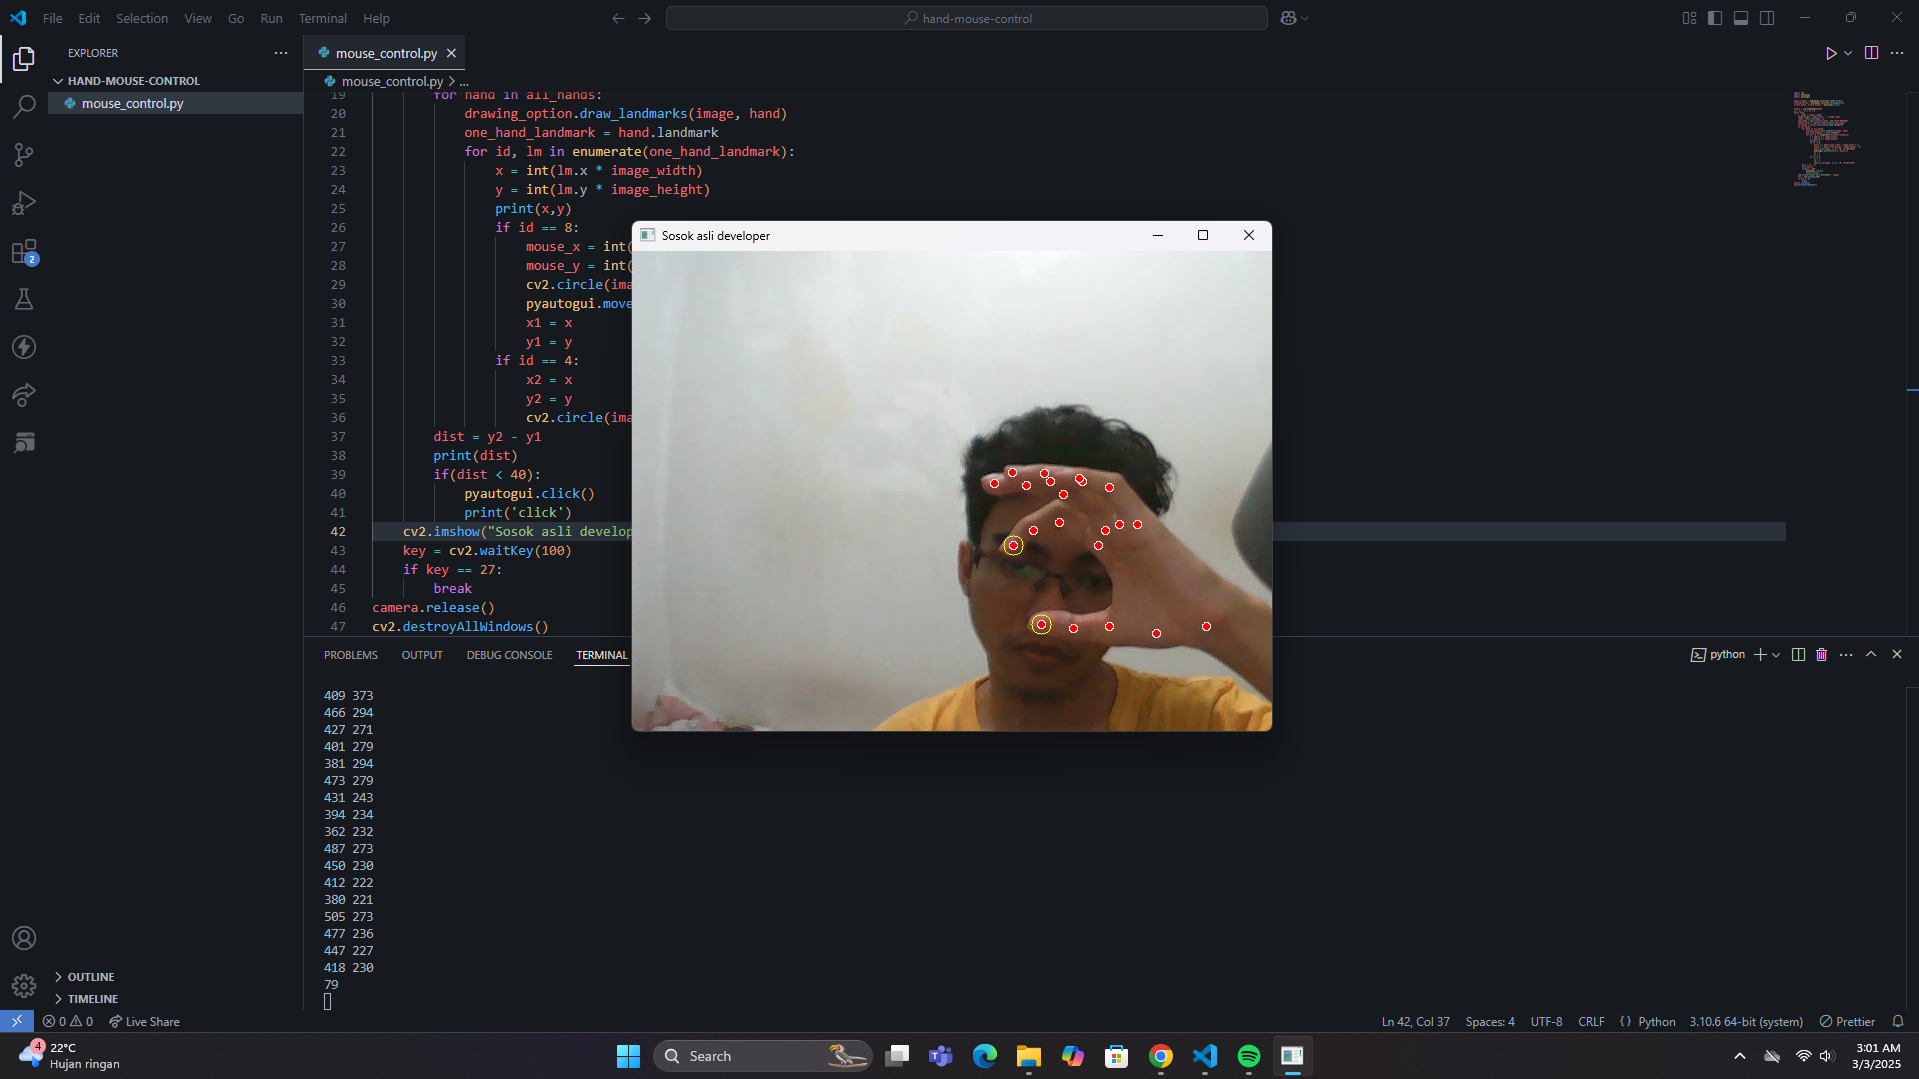 File Edit Selection View Go Run Terminal Help
hand-mouse-control
EXPLORER
HAND-MOUSE-CONTROL
mouse_control.py
2
mouse_control.py
mouse_control.py > ...
19 for hand in all_hands:
20 drawing_option.draw_landmarks(image, hand)
21 one_hand_landmark = hand.landmark
22 for id, lm in enumerate(one_hand_landmark):
23 x = int(lm.x * image_width)
24 y = int(lm.y * image_height)
25 print(x,y)
26 if id == 8:
27 mouse_x = int(
28 mouse_y = int(
29 cv2.circle(ima
30 pyautogui.move
31 x1 = x
32 y1 = y
33 if id == 4:
34 x2 = x
35 y2 = y
36 cv2.circle(ima
37 dist = y2 - y1
38 print(dist)
39 if(dist < 40):
40 pyautogui.click()
41 print('click')
42 cv2.imshow("Sosok asli develop
43 key = cv2.waitKey(100)
44 if key == 27:
45 break
46 camera.release()
47 cv2.destroyAllWindows()
Sosok asli developer
PROBLEMS OUTPUT DEBUG CONSOLE TERMINAL
python
409 373
466 294
427 271
401 279
381 294
473 279
431 243
394 234
362 232
487 273
450 230
412 222
380 221
505 273
477 236
447 227
418 230
79
OUTLINE
TIMELINE
0 0 Live Share
Ln 42, Col 37 Spaces: 4 UTF-8 CRLF {} Python 3.10.6 64-bit (system) Prettier
4
22°C
Hujan ringan
Search
3:01 AM
3/3/2025